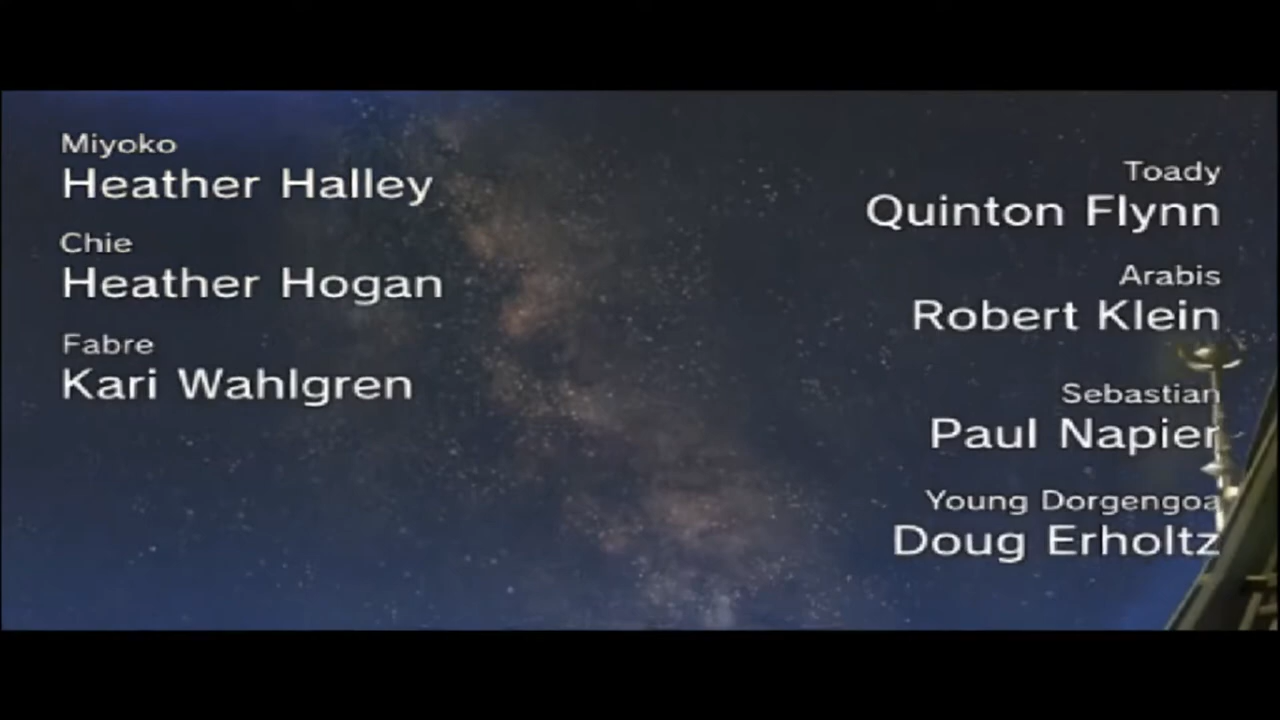 Miyoko
Heather Halley
Chie
Heather Hogan
Fabre
Kari Wahlgren
Toady
Quinton Flynn
Arabis
Robert Klein
Sebastian
Paul Napier
Young Dorgengoa
Doug Erholtz